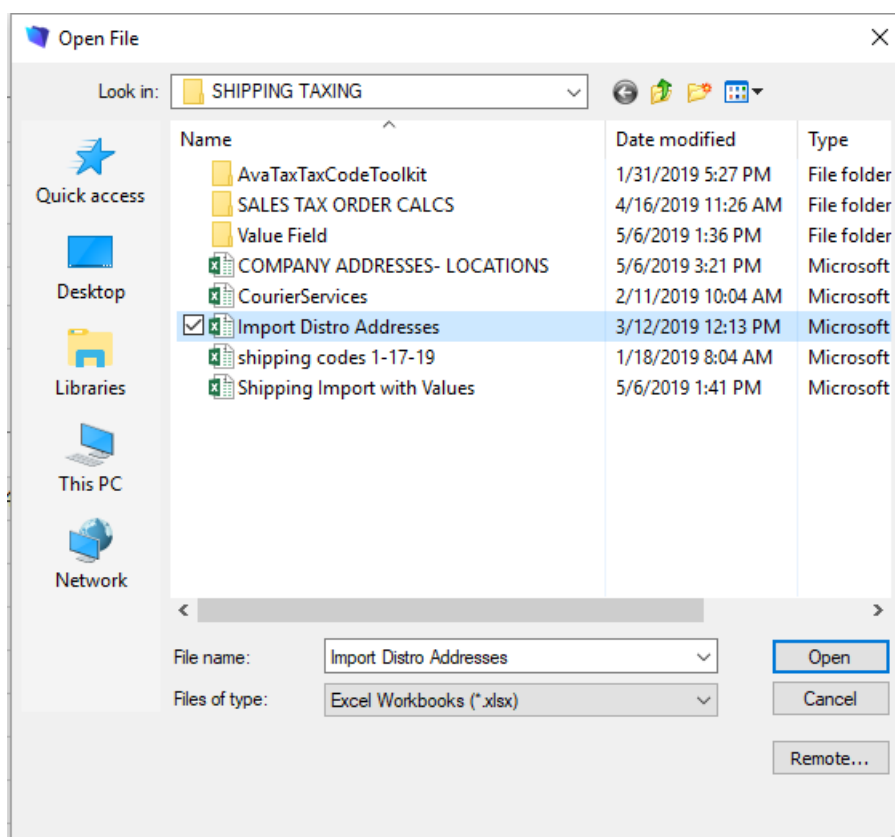 Open File
Look in: SHIPPING TAXING
Name Date modified Type
AvaTaxTaxCodeToolkit 1/31/2019 5:27 PM File folder
SALES TAX ORDER CALCS 4/16/2019 11:26 AM File folder
Value Field 5/6/2019 1:36 PM File folder
COMPANY ADDRESSES- LOCATIONS 5/6/2019 3:21 PM Microsoft
CourierServices 2/11/2019 10:04 AM Microsoft
Import Distro Addresses 3/12/2019 12:13 PM Microsoft
shipping codes 1-17-19 1/18/2019 8:04 AM Microsoft
Shipping Import with Values 5/6/2019 1:41 PM Microsoft
Quick access
Desktop
Libraries
This PC
Network
File name: Import Distro Addresses Open
Files of type: Excel Workbooks (*.xlsx) Cancel
Remote...